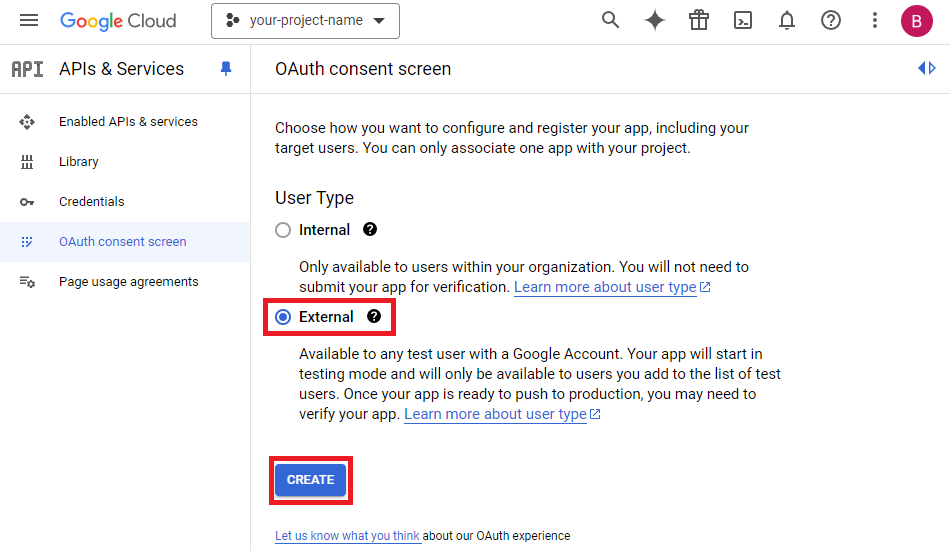 Google Cloud
your-project-name
B
API
APIs & Services
OAuth consent screen
Enabled APIs & services
Library
Credentials
OAuth consent screen
Page usage agreements
Choose how you want to configure and register your app, including your
target users. You can only associate one app with your project.
User Type
Internal
Only available to users within your organization. You will not need to
submit your app for verification. Learn more about user type
External
Available to any test user with a Google Account. Your app will start in
testing mode and will only be available to users you add to the list of test
users. Once your app is ready to push to production, you may need to
verify your app. Learn more about user type
CREATE
Let us know what you think about our OAuth experience